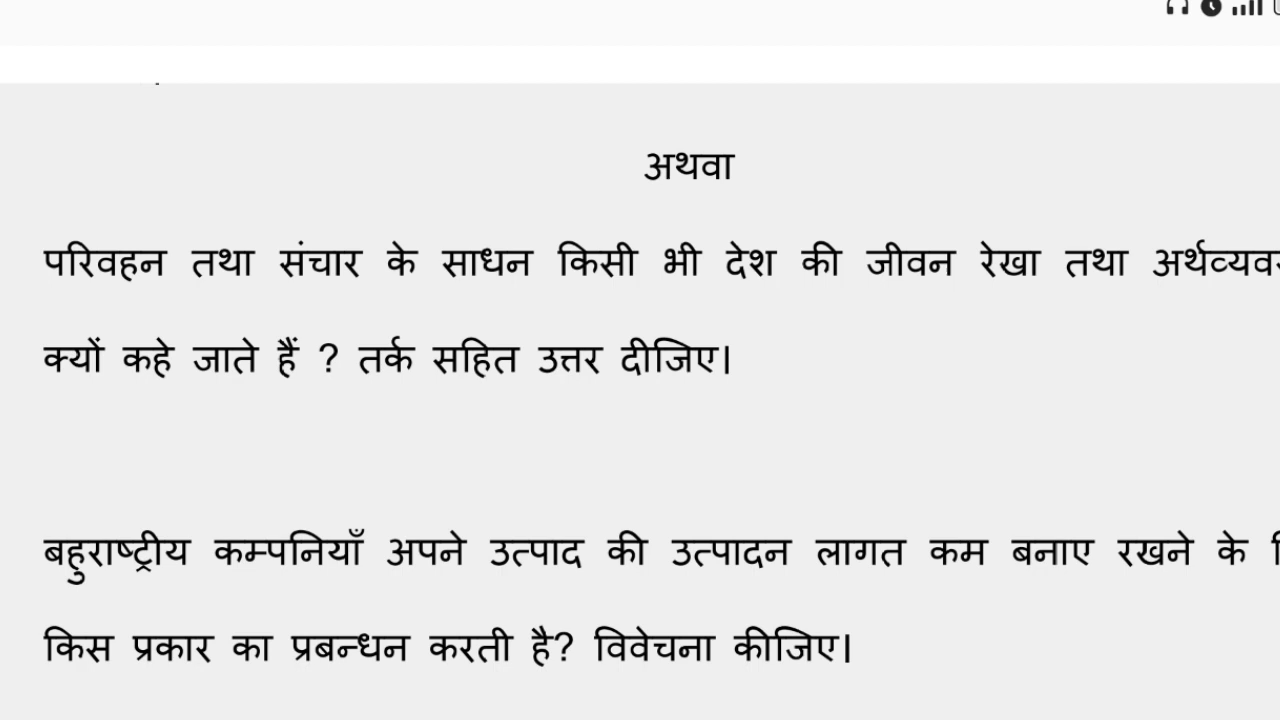 अथवा
परिवहन तथा संचार के साधन किसी भी देश की जीवन रेखा तथा
क्यों कहे जाते हैं ? तर्क सहित उत्तर दीजिए।
बहुराष्ट्रीय कम्पनियाँ अपने उत्पाद की उत्पादन लागत कम बनाए रखने के
किस प्रकार का प्रबन्धन करती है? विवेचना कीजिए।